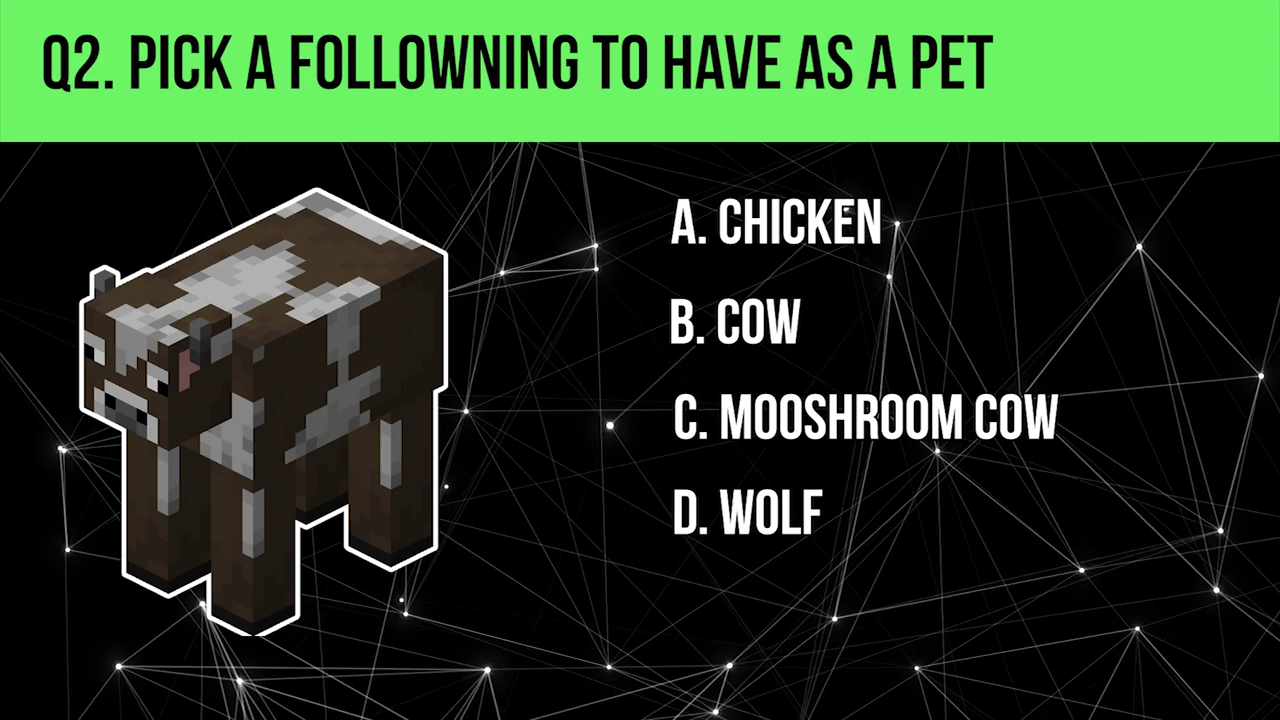 Q2. PICK A FOLLOWNING TO HAVE AS A PET
A. CHICKEN
B. COW
C. MOOSHROOM COW
D. WOLF